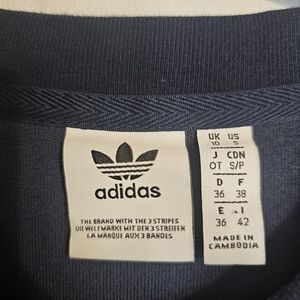 adidas
THE BRAND WITH THE 3 STRIPES
DIE WELTMARKE MIT DEN 3 STREIFEN
LA MARQUE AUX 3 BANDES
UK US
10 S
J CDN
OT S/P
D F
36 38
E I
36 42
MADE IN
CAMBODIA